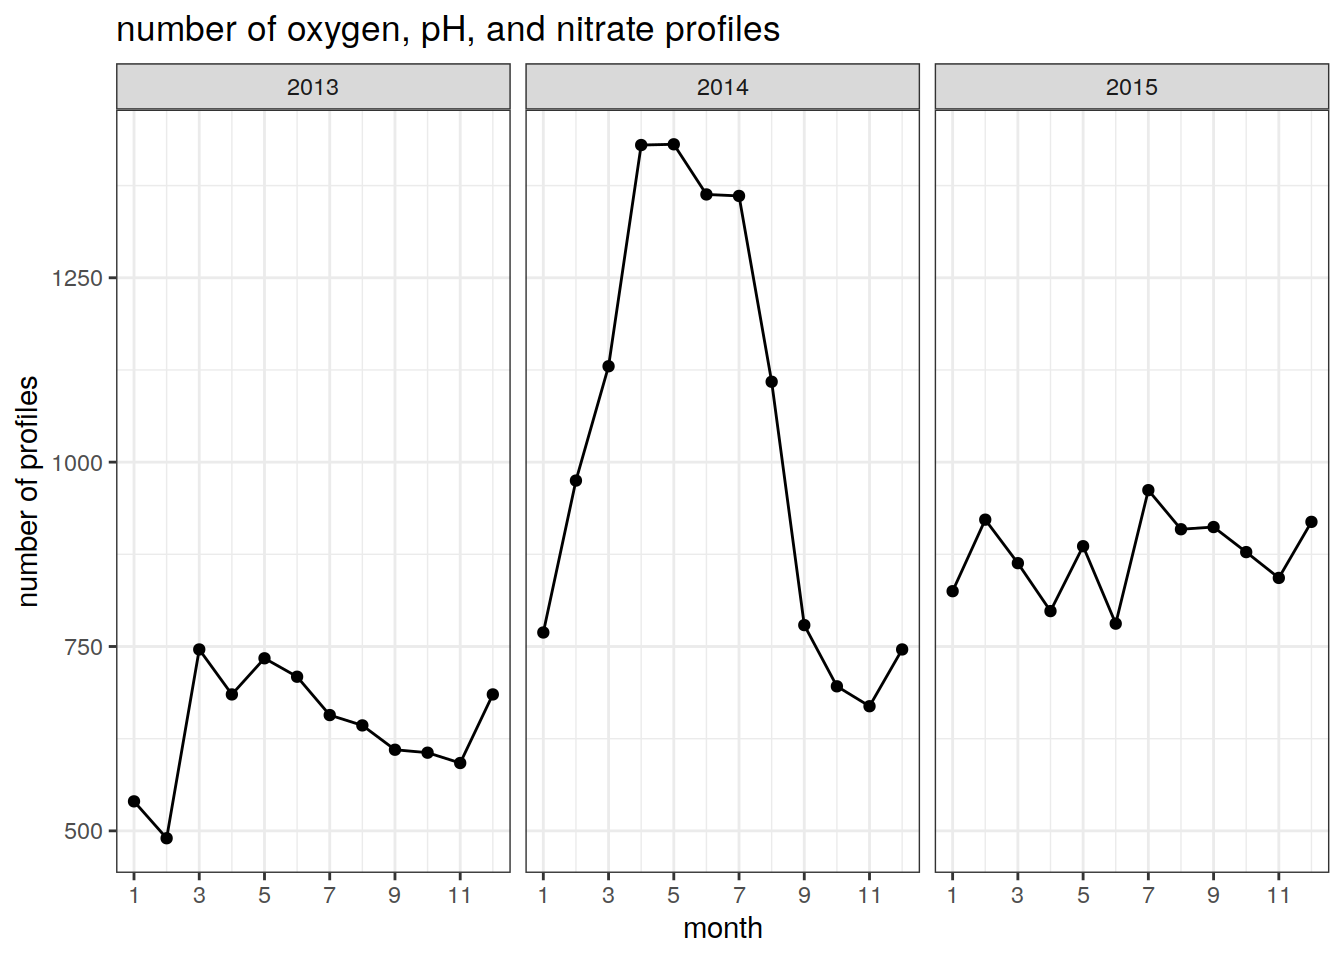 number of oxygen, pH, and nitrate profiles
2013 2014 2015
number of profiles
1250
1000
750
500
1 3 5 7 9 11 1 3 5 7 9 11 1 3 5 7 9 11
month